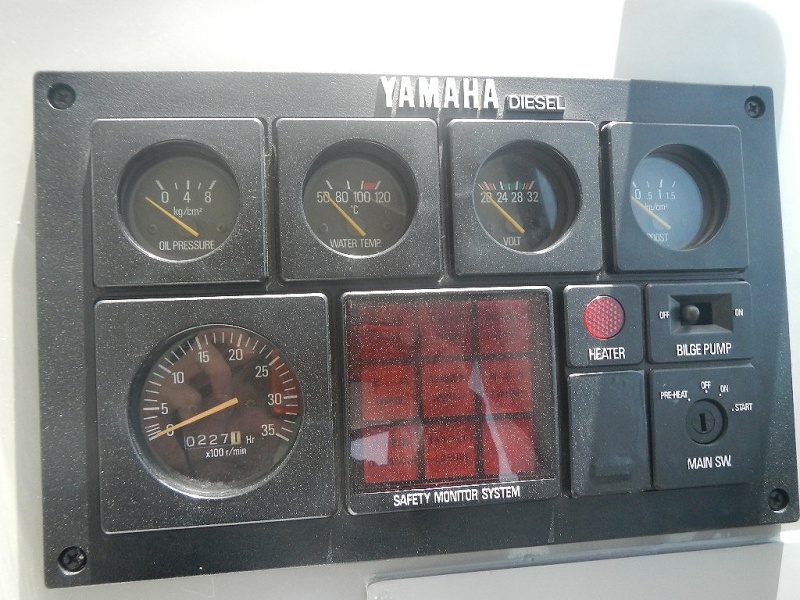 YAMAHA DIESEL
0 4 8
kg/cm²
OIL PRESSURE
50 80 100 120
°C
WATER TEMP
20 24 28 32
VOLT
0 .5 1 1.5
BOOST
0 5 10 15 20 25 30 35
0227 Hr
x100 r/min
SAFETY MONITOR SYSTEM
HEATER
OFF ON
BILGE PUMP
PRE-HEAT OFF ON START
MAIN SW.